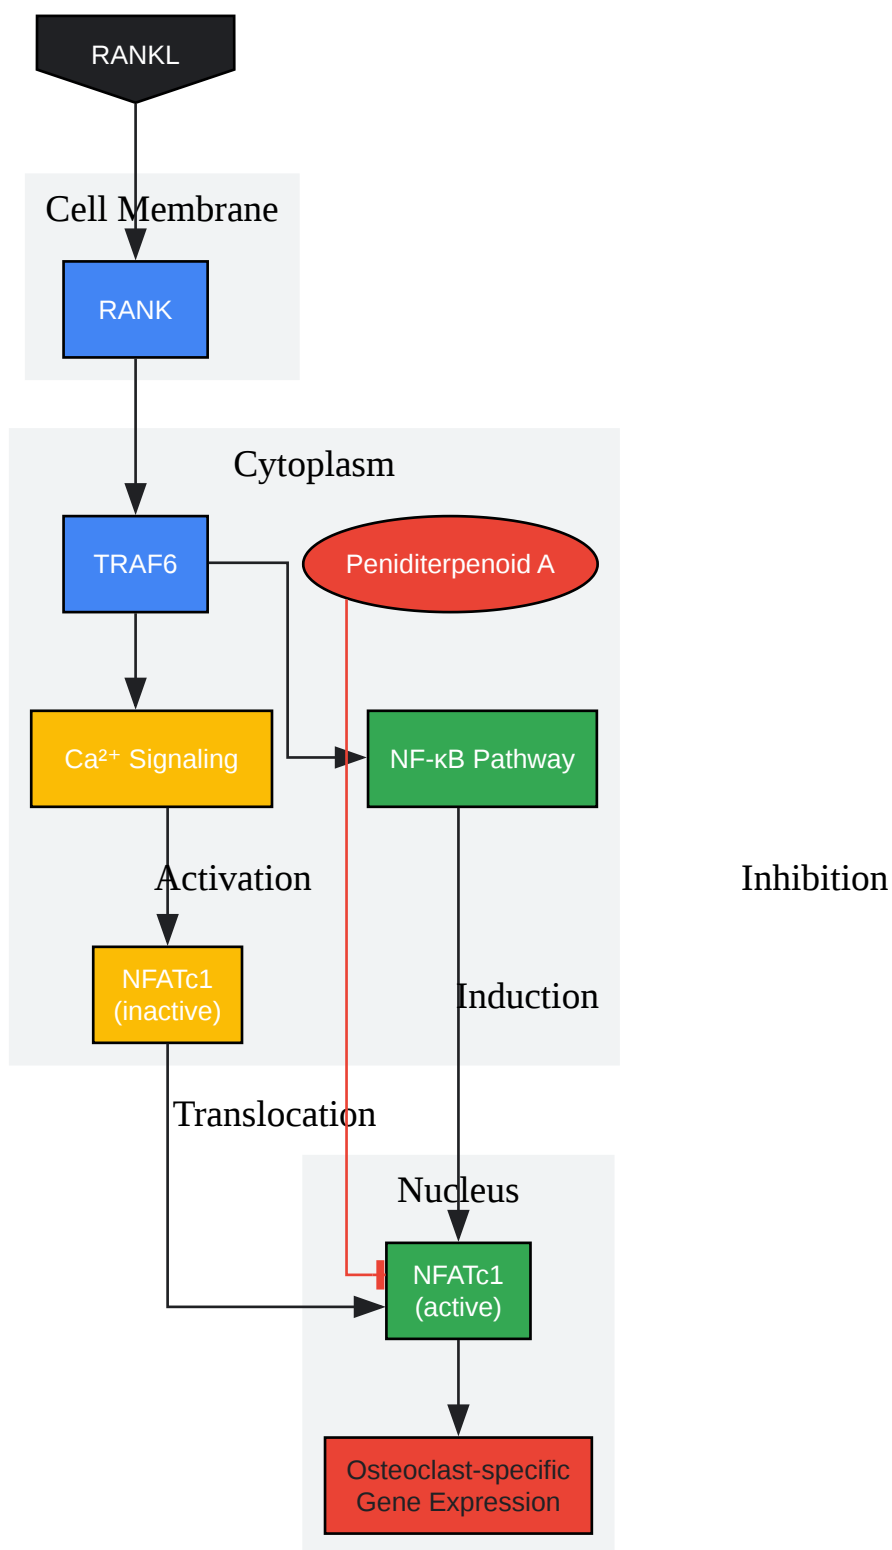 RANKL
Cell Membrane
RANK
Cytoplasm
TRAF6
Peniditerpenoid A
Ca²⁺ Signaling
NF-κB Pathway
Activation
Inhibition
NFATc1
(inactive)
Induction
Translocation
Nucleus
NFATc1
(active)
Osteoclast-specific
Gene Expression